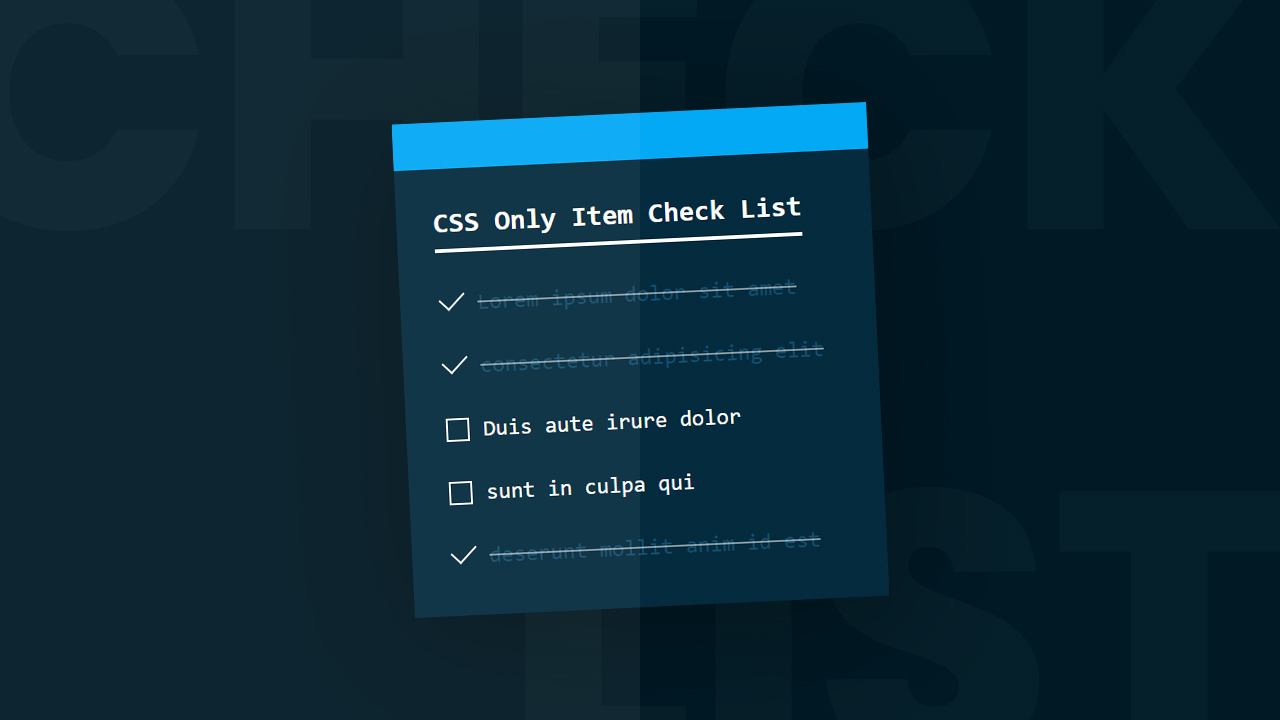 CHECK
CSS Only Item Check List
Lorem ipsum dolor sit amet
consectetur adipisicing elit
Duis aute irure dolor
sunt in culpa qui
deserunt mollit anim id est
LIST